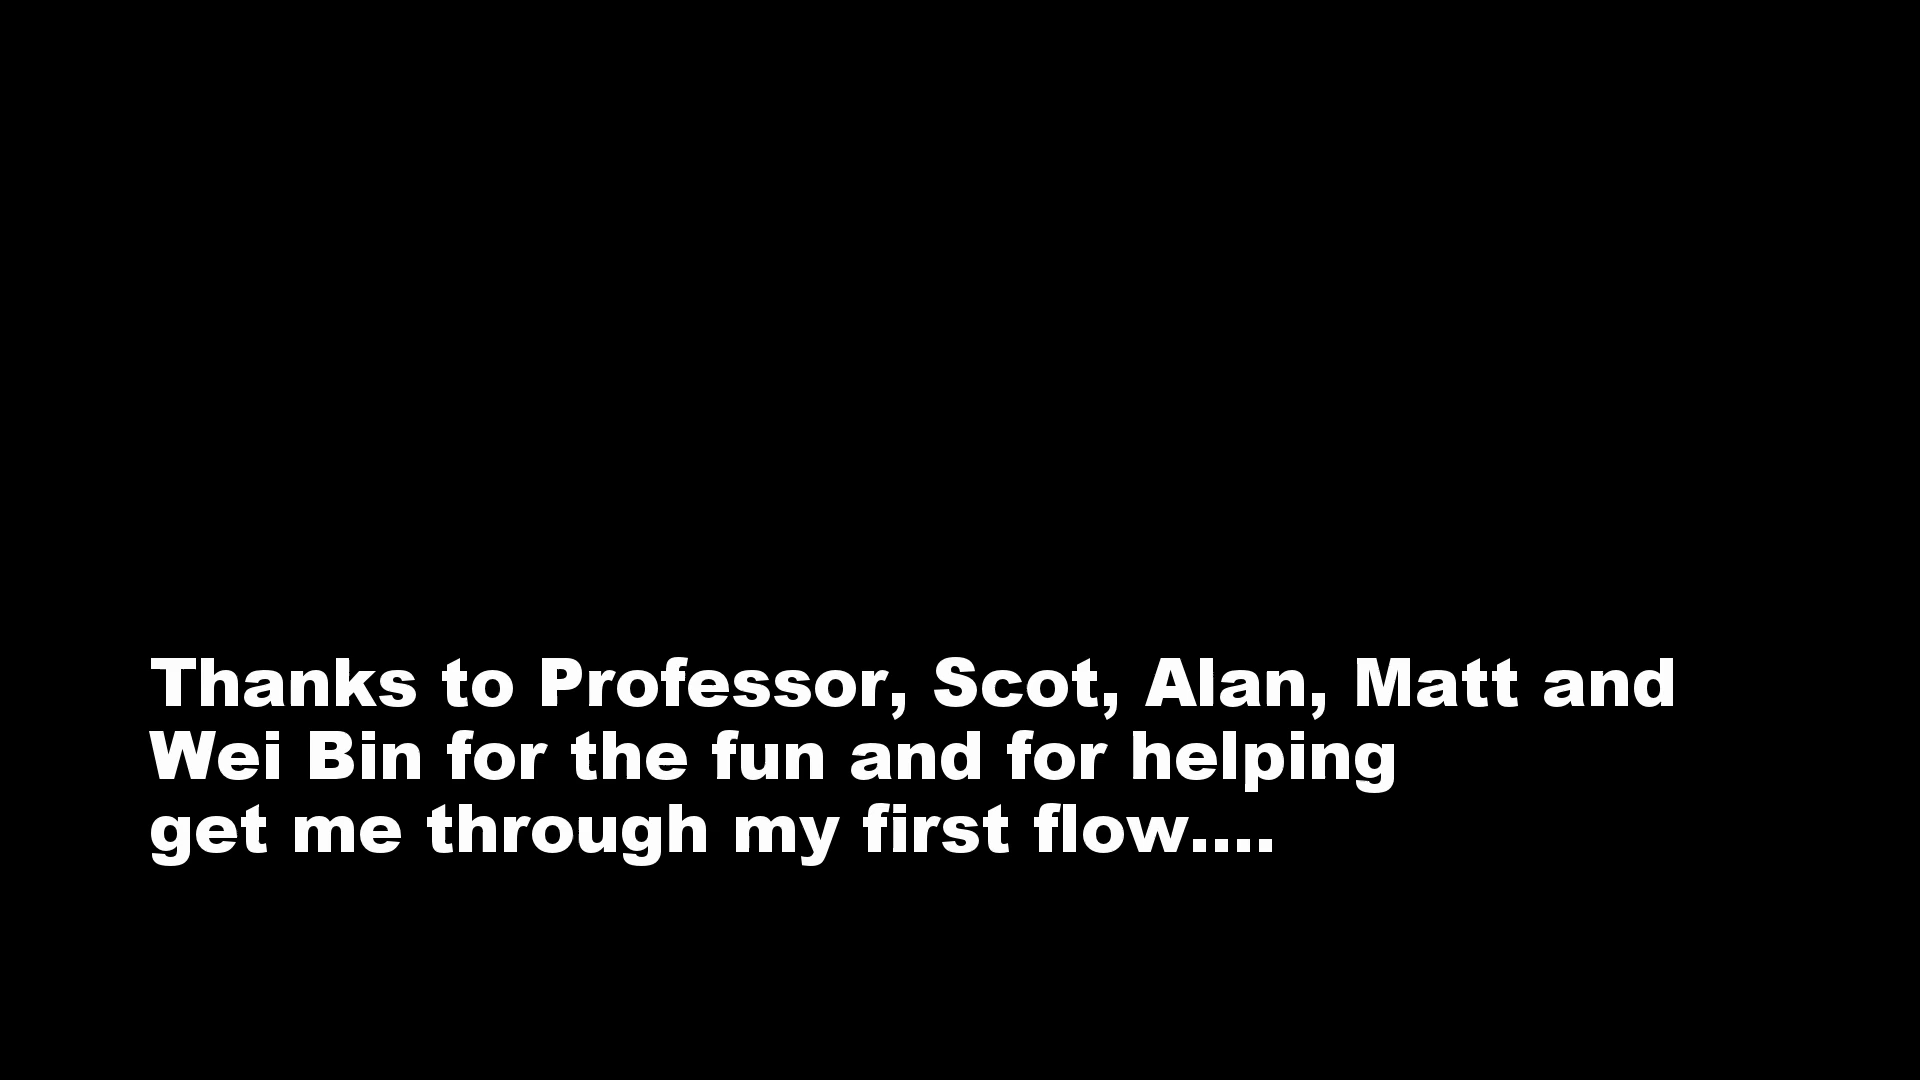 Thanks to Professor, Scot, Alan, Matt and
Wei Bin for the fun and for helping
get me through my first flow....